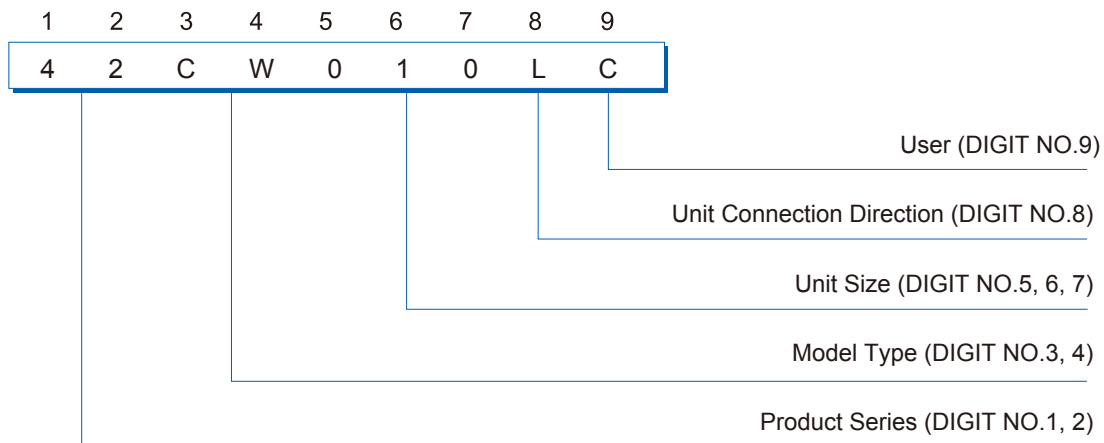 1 2 3 4 5 6 7 8 9
4 2 C W 0 1 0 L C
User (DIGIT NO.9)
Unit Connection Direction (DIGIT NO.8)
Unit Size (DIGIT NO.5, 6, 7)
Model Type (DIGIT NO.3, 4)
Product Series (DIGIT NO.1, 2)